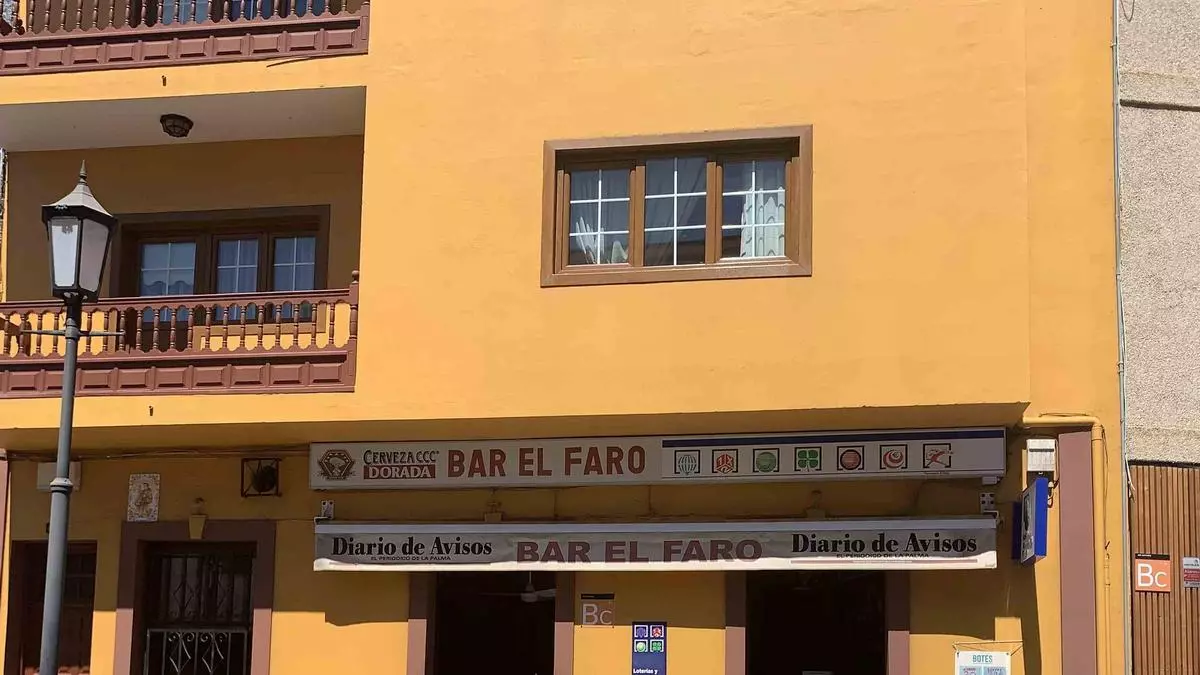 CERVEZA CCC
DORADA
BAR EL FARO
Diario de Avisos
EL PERIÓDICO DE LA PALMA
BAR EL FARO
Diario de Avisos
EL PERIÓDICO DE LA PALMA
Bc
Bc
Loterías y
BOTES